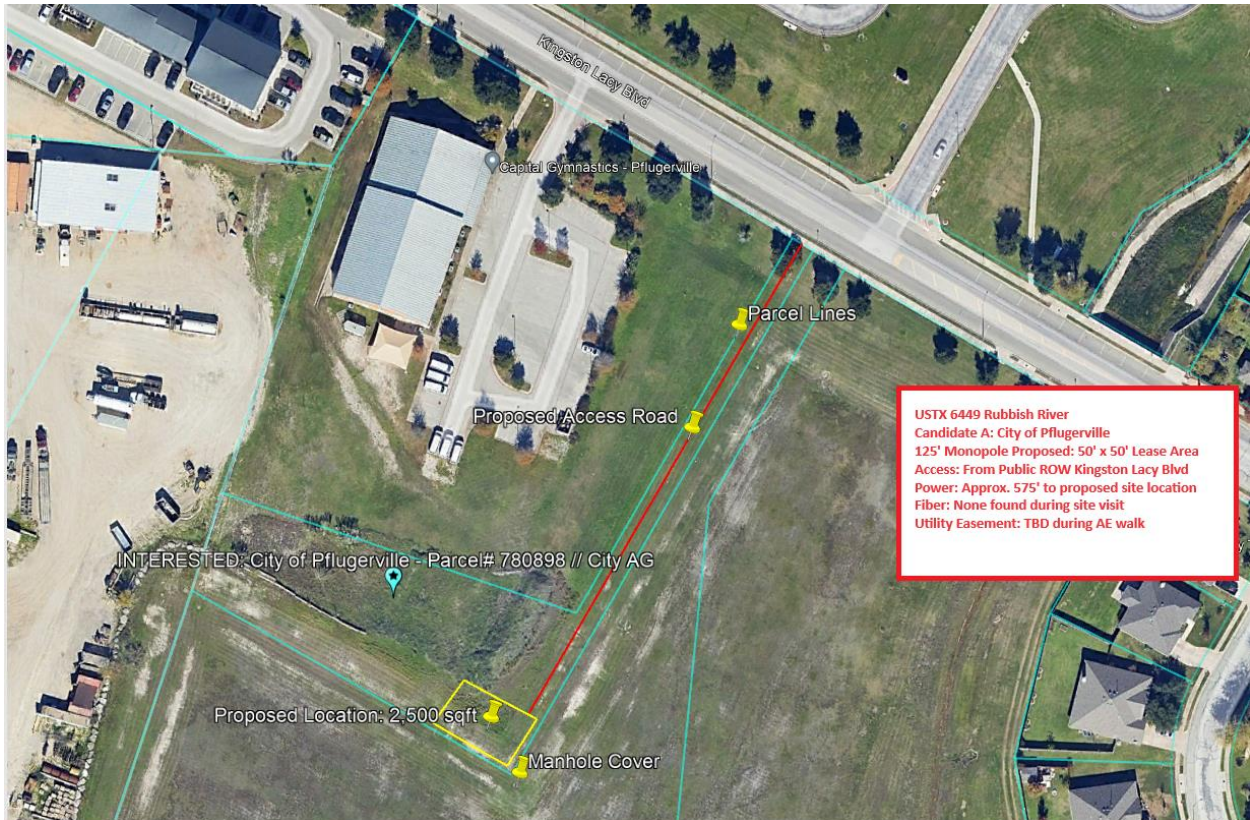 Kingston Lacy Blvd
Capital Gymnastics - Pflugerville
Parcel Lines
Proposed Access Road
USTX 6449 Rubbish River
Candidate A: City of Pflugerville
125' Monopole Proposed: 50' x 50' Lease Area
Access: From Public ROW Kingston Lacy Blvd
Power: Approx. 575' to proposed site location
Fiber: None found during site visit
Utility Easement: TBD during AE walk
INTERESTED: City of Pflugerville - Parcel# 780898 // City AG
Proposed Location: 2,500 sqft
Manhole Cover